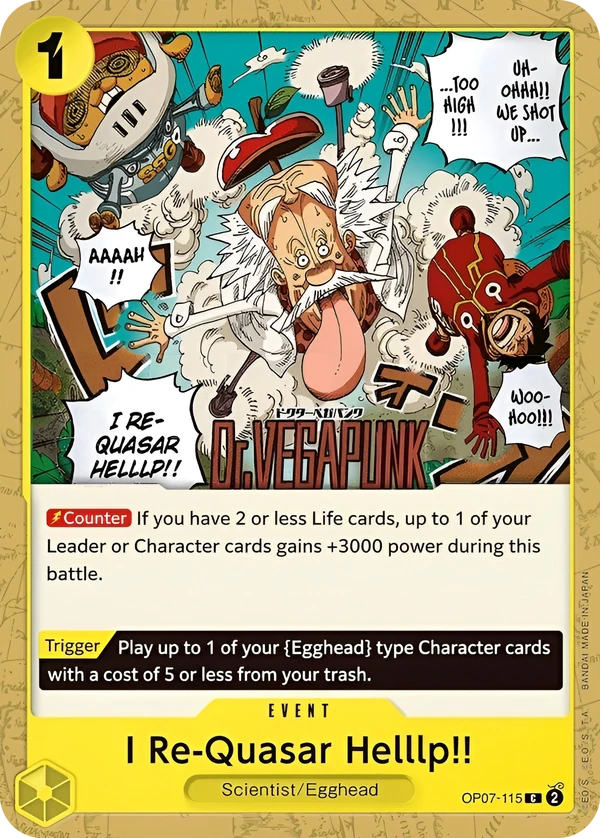 1
...TOO
HIGH
!!!
UH-
OHHH!!
WE SHOT
UP...
SSG
AAAAH
!!
I RE-
QUASAR
HELLLP!!
WOO-
HOO!!!
ドクターベガパンク
Dr.VEGAPUNK
Counter If you have 2 or less Life cards, up to 1 of your
Leader or Character cards gains +3000 power during this
battle.
Trigger Play up to 1 of your {Egghead} type Character cards
with a cost of 5 or less from your trash.
EVENT
I Re-Quasar Helllp!!
Scientist/Egghead
OP07-115 C 2
©E.O./S. ©E.O./S.,T.A. BANDAI MADE IN JAPAN